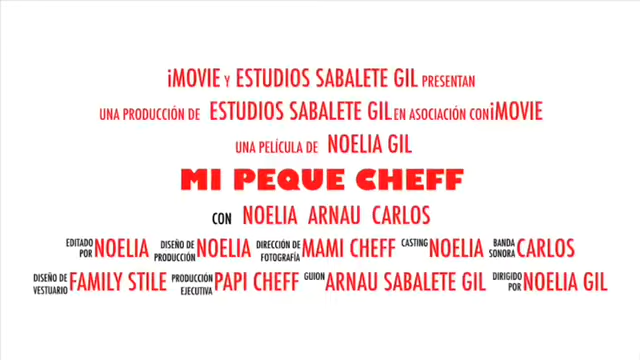 iMOVIE Y ESTUDIOS SABALETE GIL PRESENTAN
UNA PRODUCCIÓN DE ESTUDIOS SABALETE GIL EN ASOCIACIÓN CON iMOVIE
UNA PELÍCULA DE NOELIA GIL
MI PEQUE CHEFF
CON NOELIA ARNAU CARLOS
EDITADO POR NOELIA DISEÑO DE PRODUCCIÓN NOELIA DIRECCIÓN DE FOTOGRAFÍA MAMI CHEFF CASTING NOELIA BANDA SONORA CARLOS
DISEÑO DE VESTUARIO FAMILY STILE PRODUCCIÓN EJECUTIVA PAPI CHEFF GUION ARNAU SABALETE GIL DIRIGIDO POR NOELIA GIL